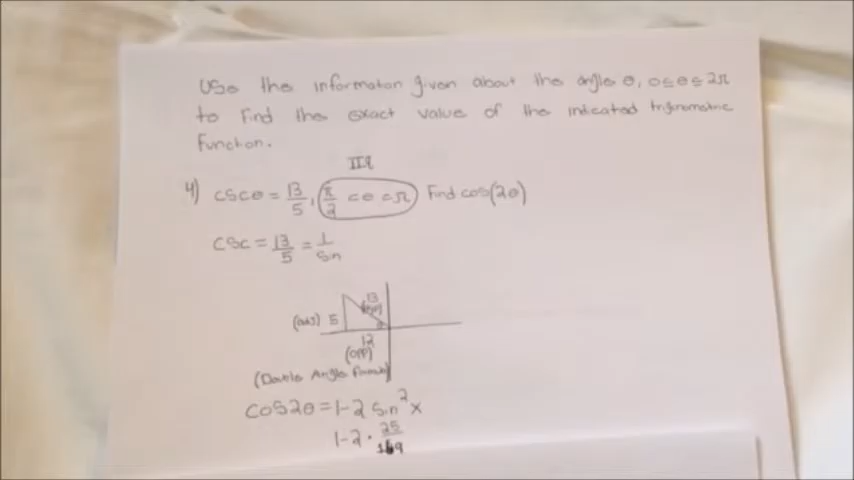 Use the information given about the angle θ, 0≤θ≤2π
to find the exact value of the indicated trigonometric
function.
IIQ
4) cscθ = 13/5, π/2 < θ < π Find cos(2θ)
csc = 13/5 = 1/sin
13
(adj) 5
12
(opp)
(Double Angle Formula)
cos2θ = 1-2 sin²x
1-2 · 25/169